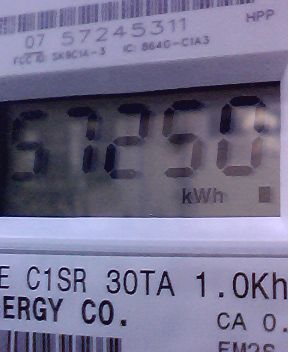 HPP
07 57245311
FCC ID: SK9C1A-3 IC: 864G-C1A3
57250
kWh
E C1SR 30TA 1.0Kh
ERGY CO. CA 0.